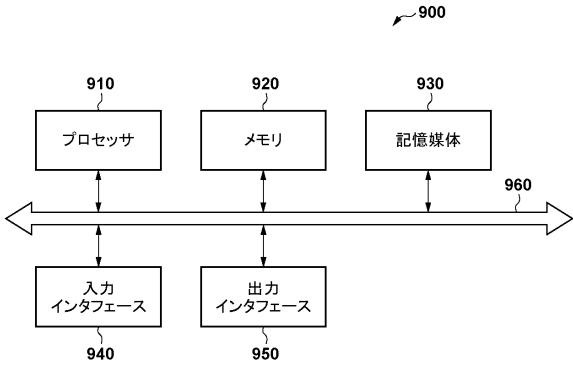 900
910
920
930
プロセッサ
メモリ
記憶媒体
960
入力
インタフェース
出力
インタフェース
940
950